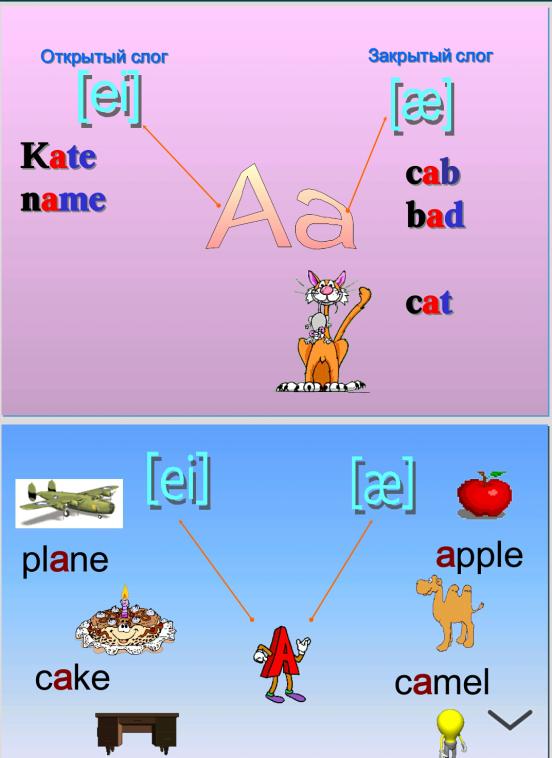 Открытый слог
Закрытый слог
[ei]
[æ]
Kate
name
Aa
cab
bad
cat
[ei]
[æ]
plane
apple
A
cake
camel